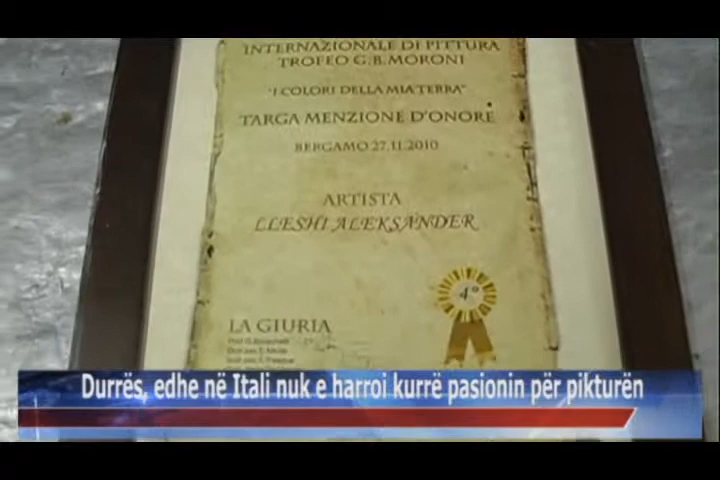 INTERNAZIONALE DI PITTURA
TROFEO G.B. MORONI
"I COLORI DELLA MIA TERRA"
TARGA MENZIONE D'ONORE
BERGAMO 27.11.2010
ARTISTA
LLESHI ALEKSANDER
4°
LA GIURIA
Durrës, edhe në Itali nuk e harroi kurrë pasionin për pikturën